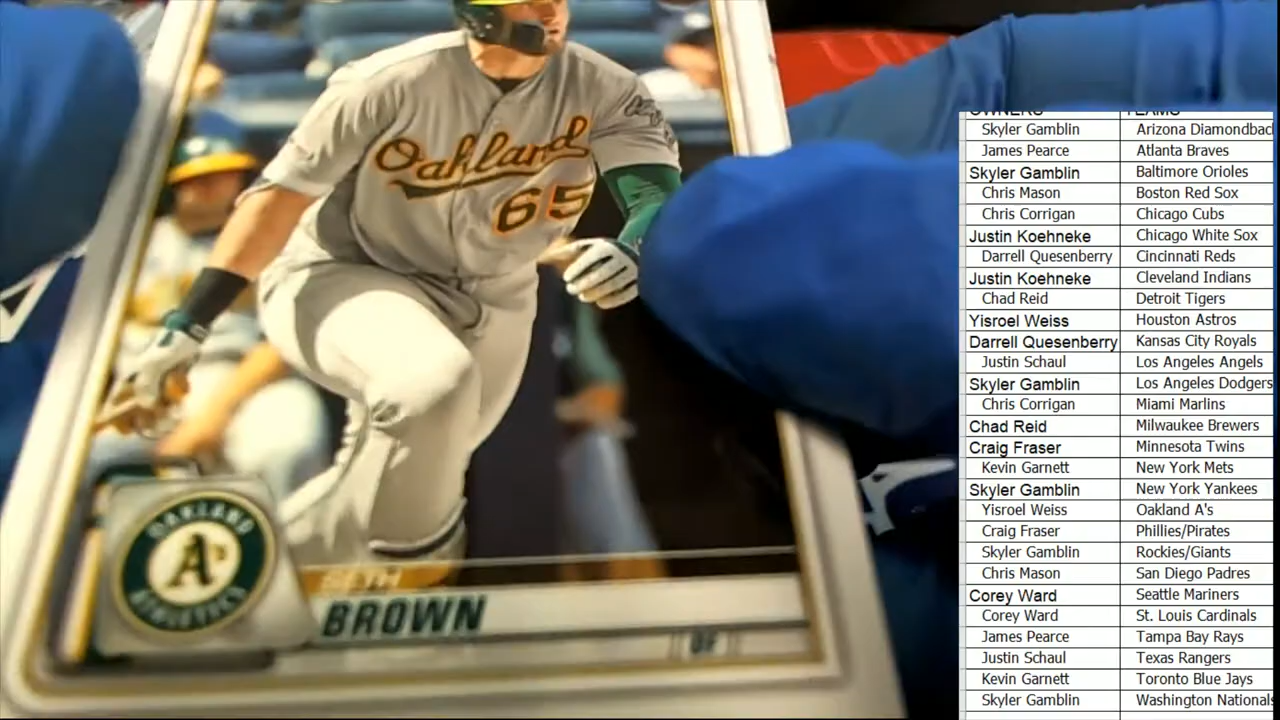 Oakland
65
OAKLAND
A's
ATHLETICS
SETH
BROWN
OF
OWNERS TEAMS
Skyler Gamblin Arizona Diamondbac
James Pearce Atlanta Braves
Skyler Gamblin Baltimore Orioles
Chris Mason Boston Red Sox
Chris Corrigan Chicago Cubs
Justin Koehneke Chicago White Sox
Darrell Quesenberry Cincinnati Reds
Justin Koehneke Cleveland Indians
Chad Reid Detroit Tigers
Yisroel Weiss Houston Astros
Darrell Quesenberry Kansas City Royals
Justin Schaul Los Angeles Angels
Skyler Gamblin Los Angeles Dodgers
Chris Corrigan Miami Marlins
Chad Reid Milwaukee Brewers
Craig Fraser Minnesota Twins
Kevin Garnett New York Mets
Skyler Gamblin New York Yankees
Yisroel Weiss Oakland A's
Craig Fraser Phillies/Pirates
Skyler Gamblin Rockies/Giants
Chris Mason San Diego Padres
Corey Ward Seattle Mariners
Corey Ward St. Louis Cardinals
James Pearce Tampa Bay Rays
Justin Schaul Texas Rangers
Kevin Garnett Toronto Blue Jays
Skyler Gamblin Washington Nationals